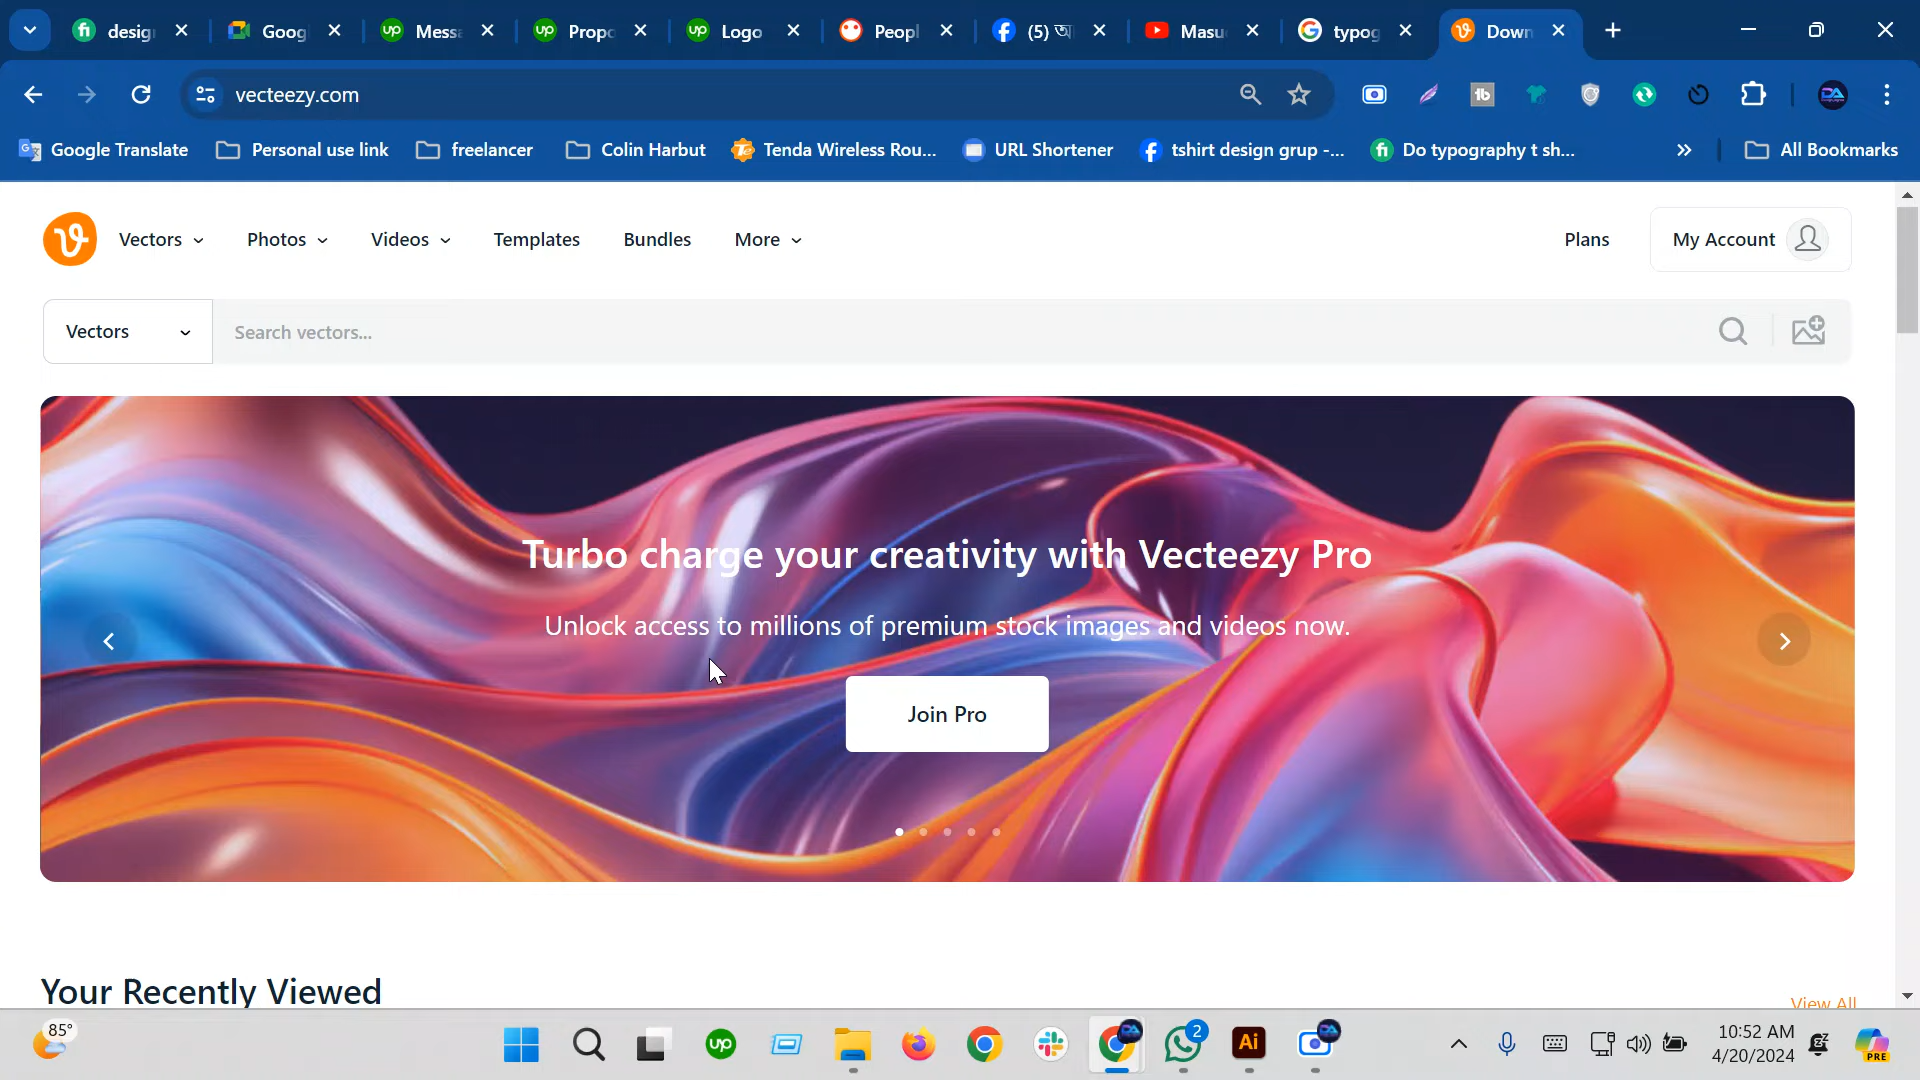 desig
Goog
Messa
Propo
Logo
Peopl
(5) অ
Masu
typog
Down
vecteezy.com
Google Translate
Personal use link
freelancer
Colin Harbut
Tenda Wireless Rou...
URL Shortener
tshirt design grup -...
Do typography t sh...
All Bookmarks
Vectors
Photos
Videos
Templates
Bundles
More
Plans
My Account
Vectors
Search vectors...
Turbo charge your creativity with Vecteezy Pro
Unlock access to millions of premium stock images and videos now.
Join Pro
Your Recently Viewed
View All
85°
up
2
Ai
10:52 AM
4/20/2024
PRE